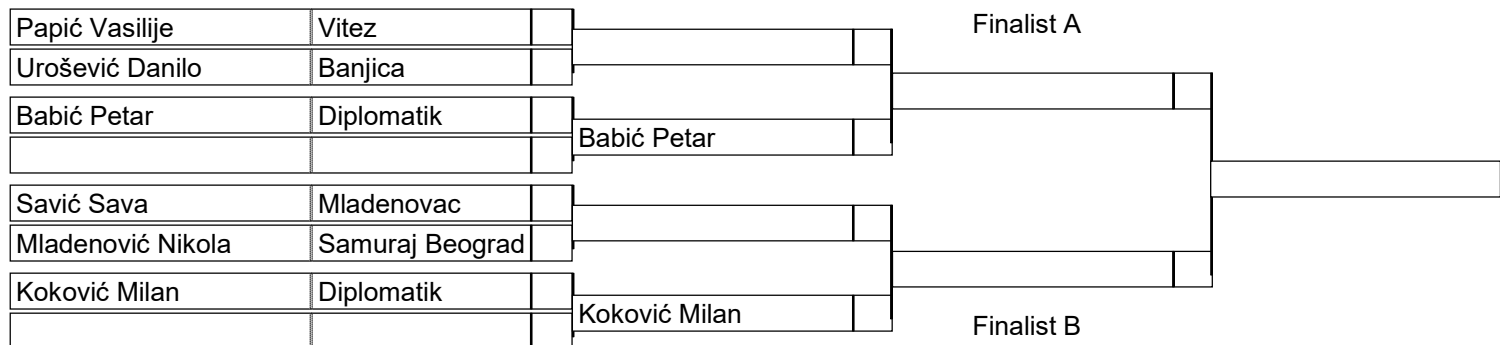 Papić Vasilije Vitez
Finalist A
Urošević Danilo Banjica
Babić Petar Diplomatik
Babić Petar
Savić Sava Mladenovac
Mladenović Nikola Samuraj Beograd
Koković Milan Diplomatik
Koković Milan
Finalist B